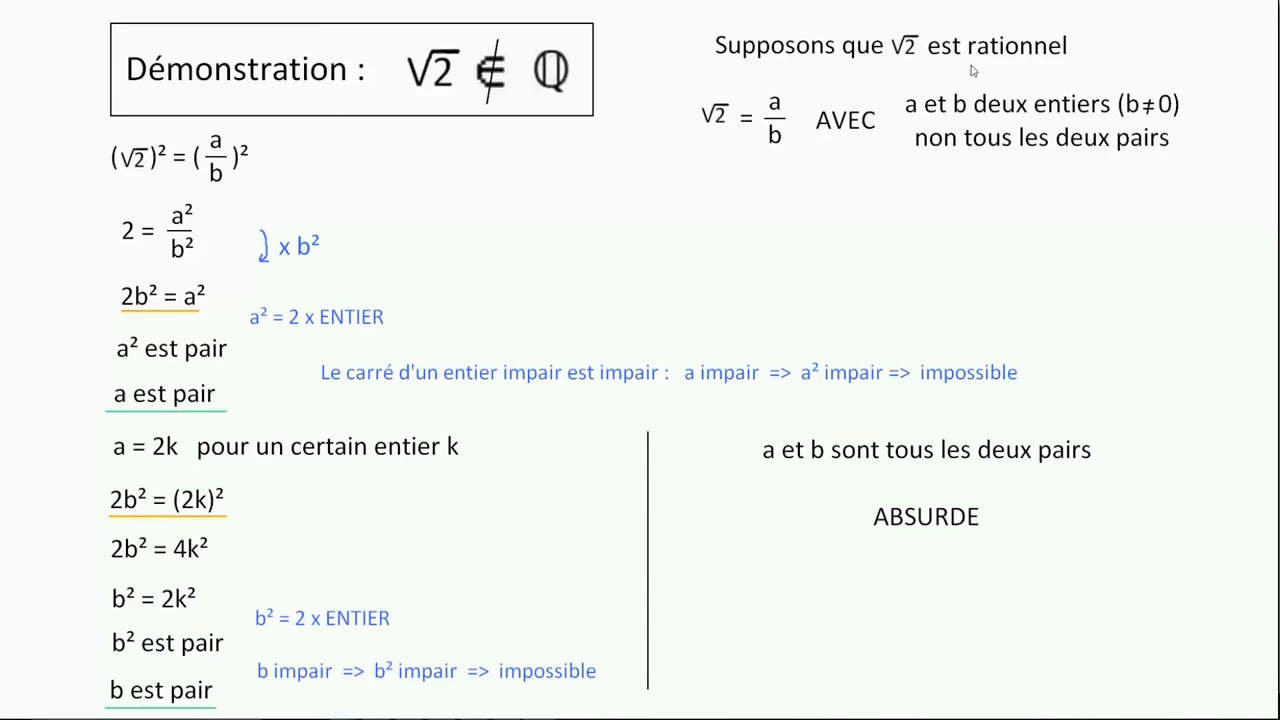 Démonstration : √2 ∉ ℚ
Supposons que √2 est rationnel
√2 = a/b AVEC a et b deux entiers (b≠0)
non tous les deux pairs
(√2)² = (a/b)²
2 = a²/b²
x b²
2b² = a²
a² = 2 x ENTIER
a² est pair
Le carré d'un entier impair est impair : a impair => a² impair => impossible
a est pair
a = 2k pour un certain entier k
2b² = (2k)²
2b² = 4k²
b² = 2k²
b² = 2 x ENTIER
b² est pair
b impair => b² impair => impossible
b est pair
a et b sont tous les deux pairs
ABSURDE